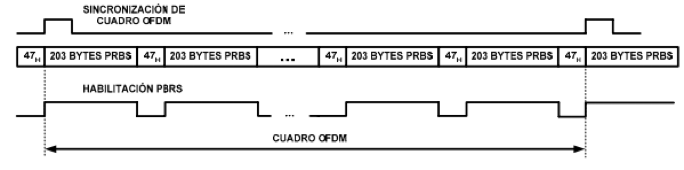 SINCRONIZACIÓN DE
CUADRO OFDM
...
47H 203 BYTES PRBS 47H 203 BYTES PRBS ... 47H 203 BYTES PRBS 47H 203 BYTES PRBS 47H 203 BYTES PRBS
HABILITACIÓN PBRS
...
CUADRO OFDM